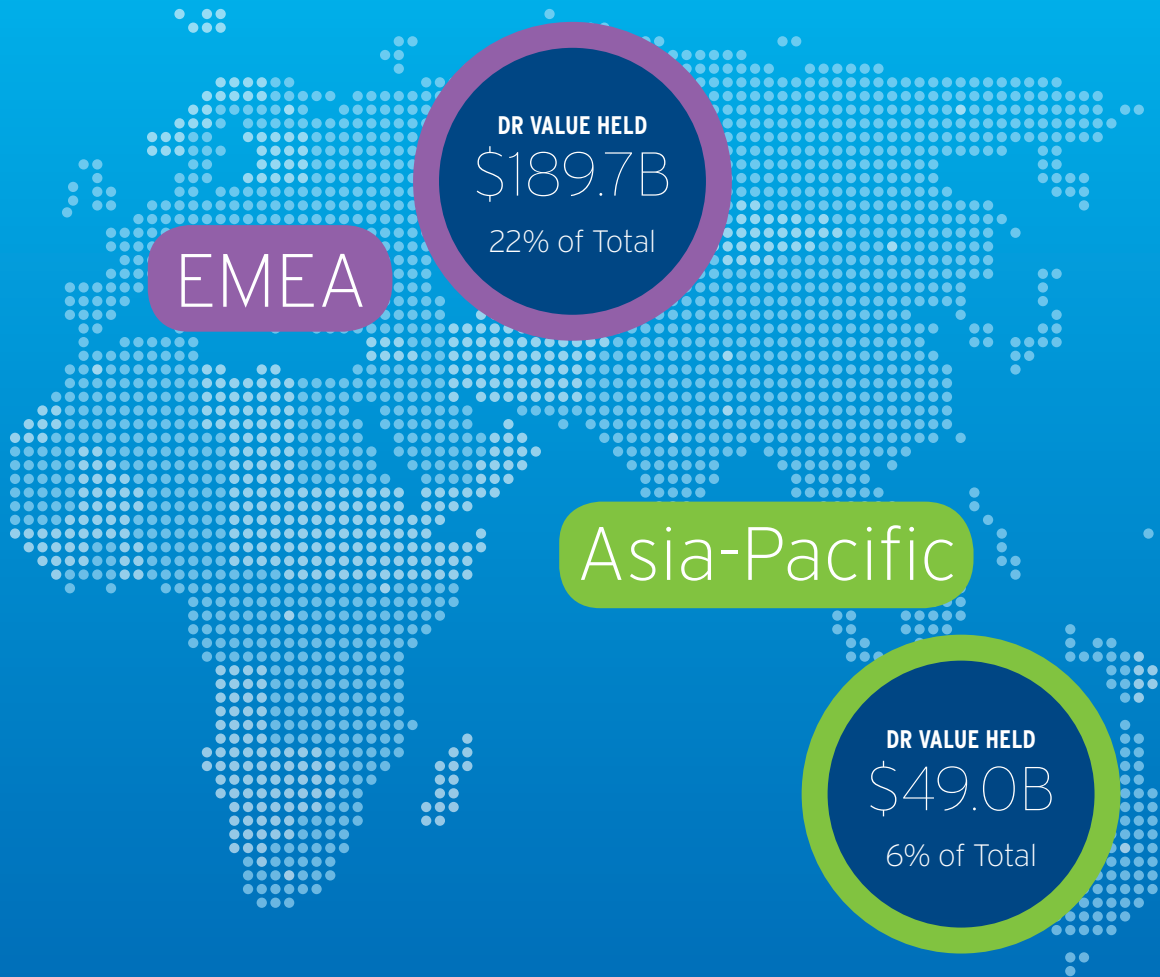 DR VALUE HELD
$189.7B
22% of Total
EMEA
Asia-Pacific
DR VALUE HELD
$49.0B
6% of Total